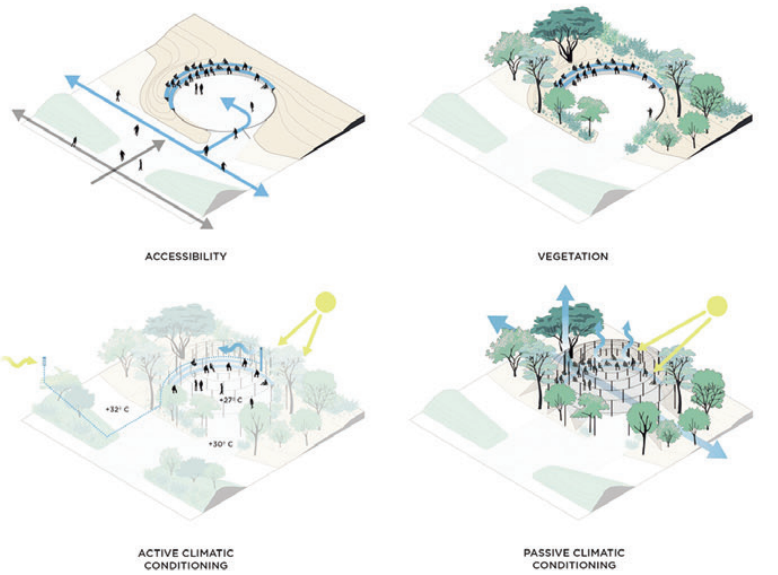 ACCESSIBILITY
VEGETATION
+32° C
+27° C
+30° C
ACTIVE CLIMATIC
CONDITIONING
PASSIVE CLIMATIC
CONDITIONING